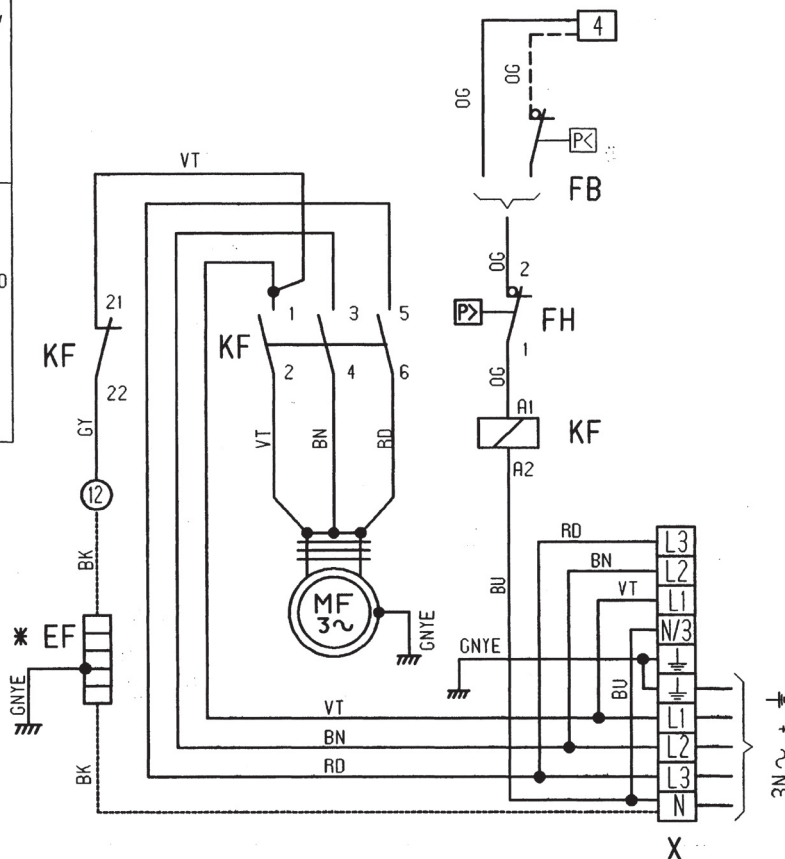 4
OG
OG
P<
FB
VT
OG
2
P>
FH
21
1
3
5
KF
KF
1
22
2
4
6
OG
A1
KF
A2
GY
VT
BN
RD
12
BK
RD
L3
BN
L2
VT
L1
BU
MF
3~
N/3
* EF
GNYE
GNYE
GNYE
BU
VT
L1
BN
L2
RD
L3
BK
N
3N ~ +
X